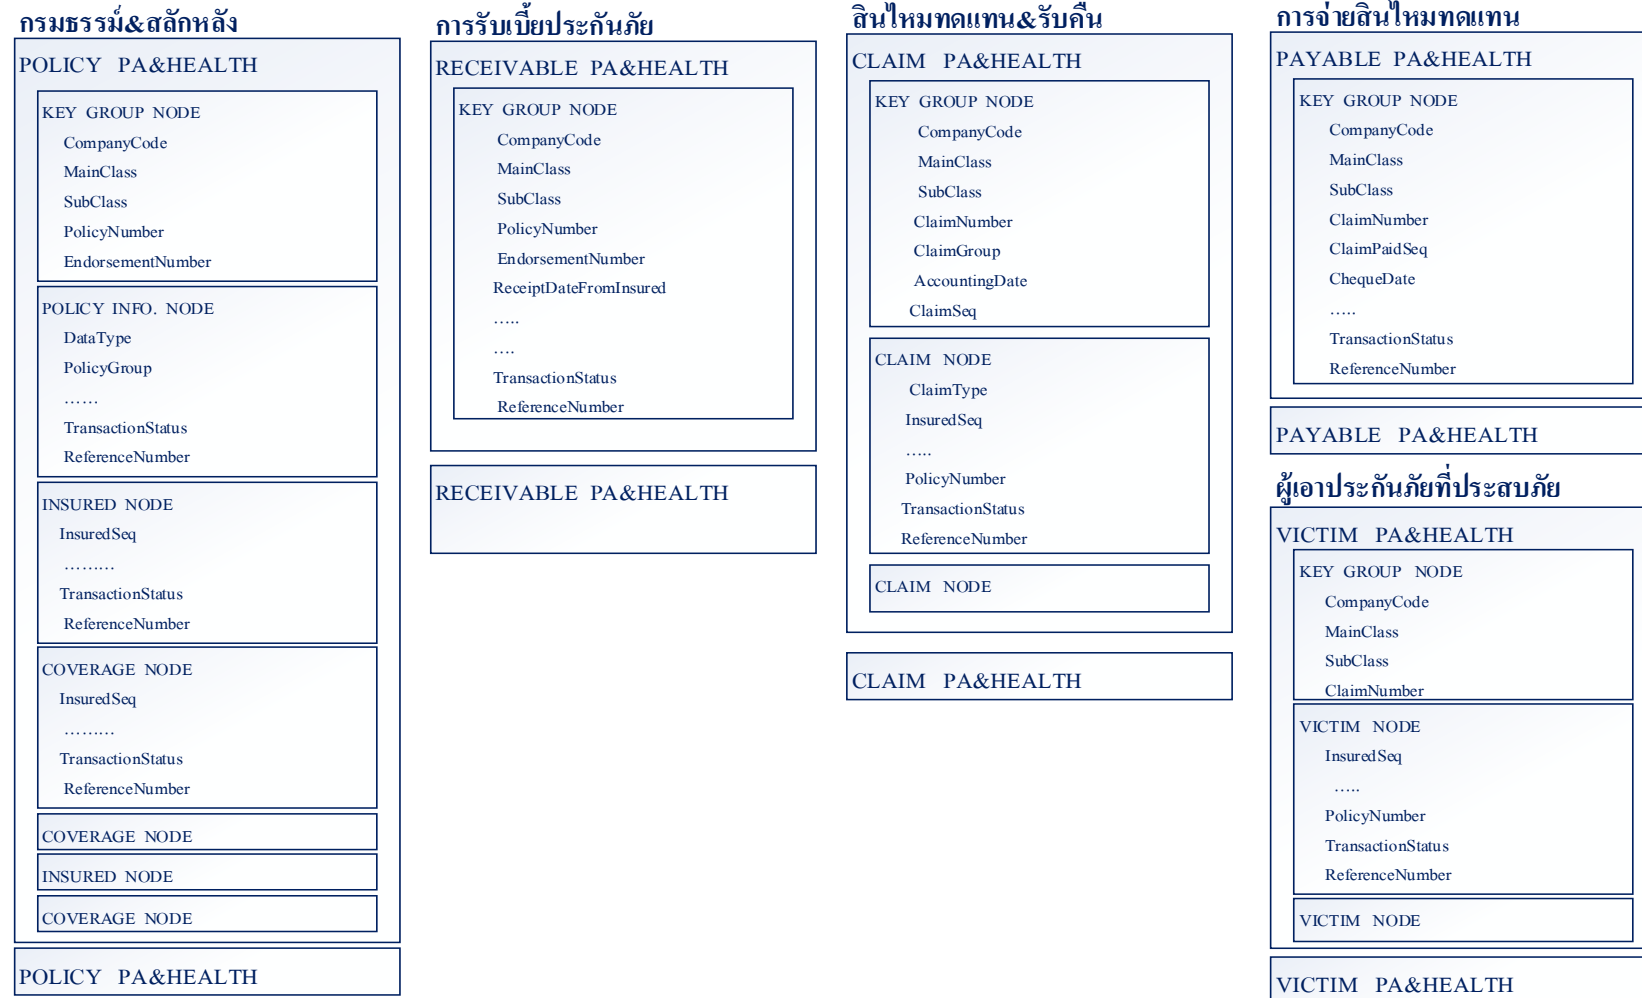 กรมธรรม์&สลักหลัง
POLICY PA&HEALTH
KEY GROUP NODE
CompanyCode
MainClass
SubClass
PolicyNumber
EndorsementNumber
POLICY INFO. NODE
DataType
PolicyGroup
......
TransactionStatus
ReferenceNumber
INSURED NODE
InsuredSeq
.........
TransactionStatus
ReferenceNumber
COVERAGE NODE
InsuredSeq
.........
TransactionStatus
ReferenceNumber
COVERAGE NODE
INSURED NODE
COVERAGE NODE
POLICY PA&HEALTH
การรับเบี้ยประกันภัย
RECEIVABLE PA&HEALTH
KEY GROUP NODE
CompanyCode
MainClass
SubClass
PolicyNumber
EndorsementNumber
ReceiptDateFromInsured
.....
....
TransactionStatus
ReferenceNumber
RECEIVABLE PA&HEALTH
สินไหมทดแทน&รับคืน
CLAIM PA&HEALTH
KEY GROUP NODE
CompanyCode
MainClass
SubClass
ClaimNumber
ClaimGroup
AccountingDate
ClaimSeq
CLAIM NODE
ClaimType
InsuredSeq
.....
PolicyNumber
TransactionStatus
ReferenceNumber
CLAIM NODE
CLAIM PA&HEALTH
การจ่ายสินไหมทดแทน
PAYABLE PA&HEALTH
KEY GROUP NODE
CompanyCode
MainClass
SubClass
ClaimNumber
ClaimPaidSeq
ChequeDate
.....
TransactionStatus
ReferenceNumber
PAYABLE PA&HEALTH
ผู้เอาประกันภัยที่ประสบภัย
VICTIM PA&HEALTH
KEY GROUP NODE
CompanyCode
MainClass
SubClass
ClaimNumber
VICTIM NODE
InsuredSeq
.....
PolicyNumber
TransactionStatus
ReferenceNumber
VICTIM NODE
VICTIM PA&HEALTH